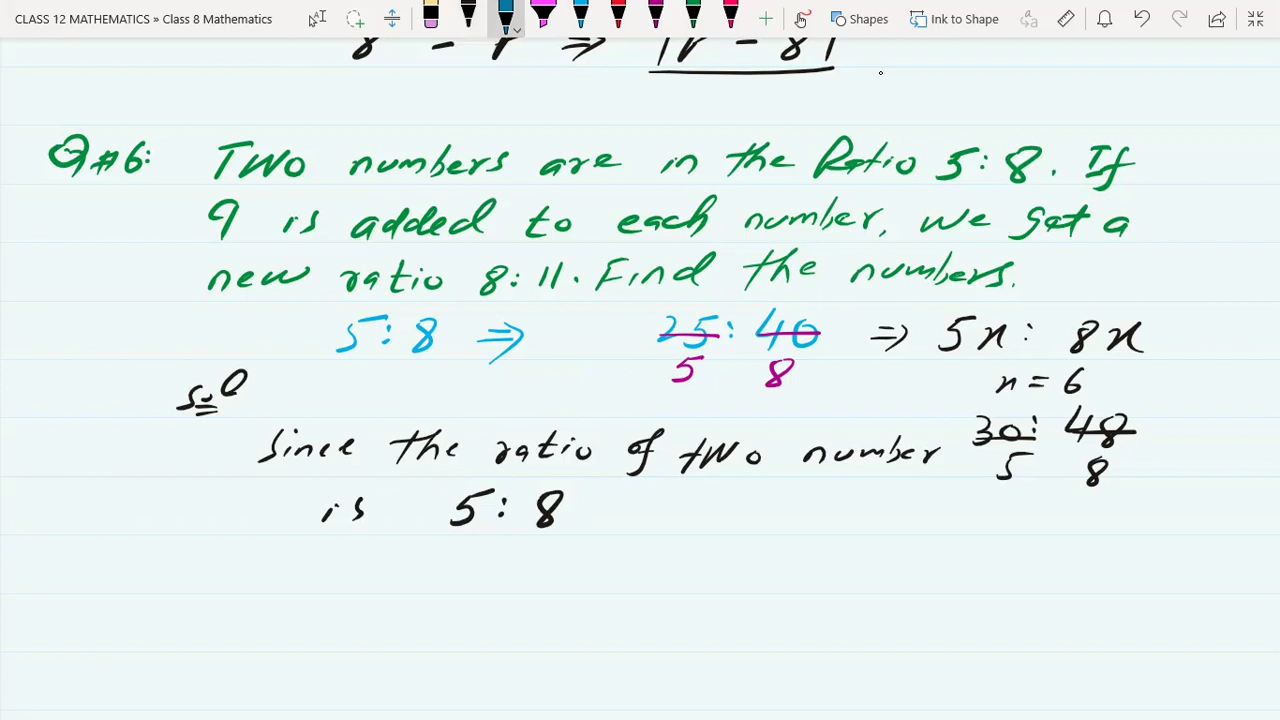 CLASS 12 MATHEMATICS » Class 8 Mathematics
Shapes
Ink to Shape
Q#6: Two numbers are in the Ratio 5:8. If
9 is added to each number, we get a
new ratio 8:11. Find the numbers.
5:8 ⇒ 25:40 ⇒ 5x: 8x
5 8
x = 6
Sol
30: 48
Since the ratio of two number
5 8
is 5:8